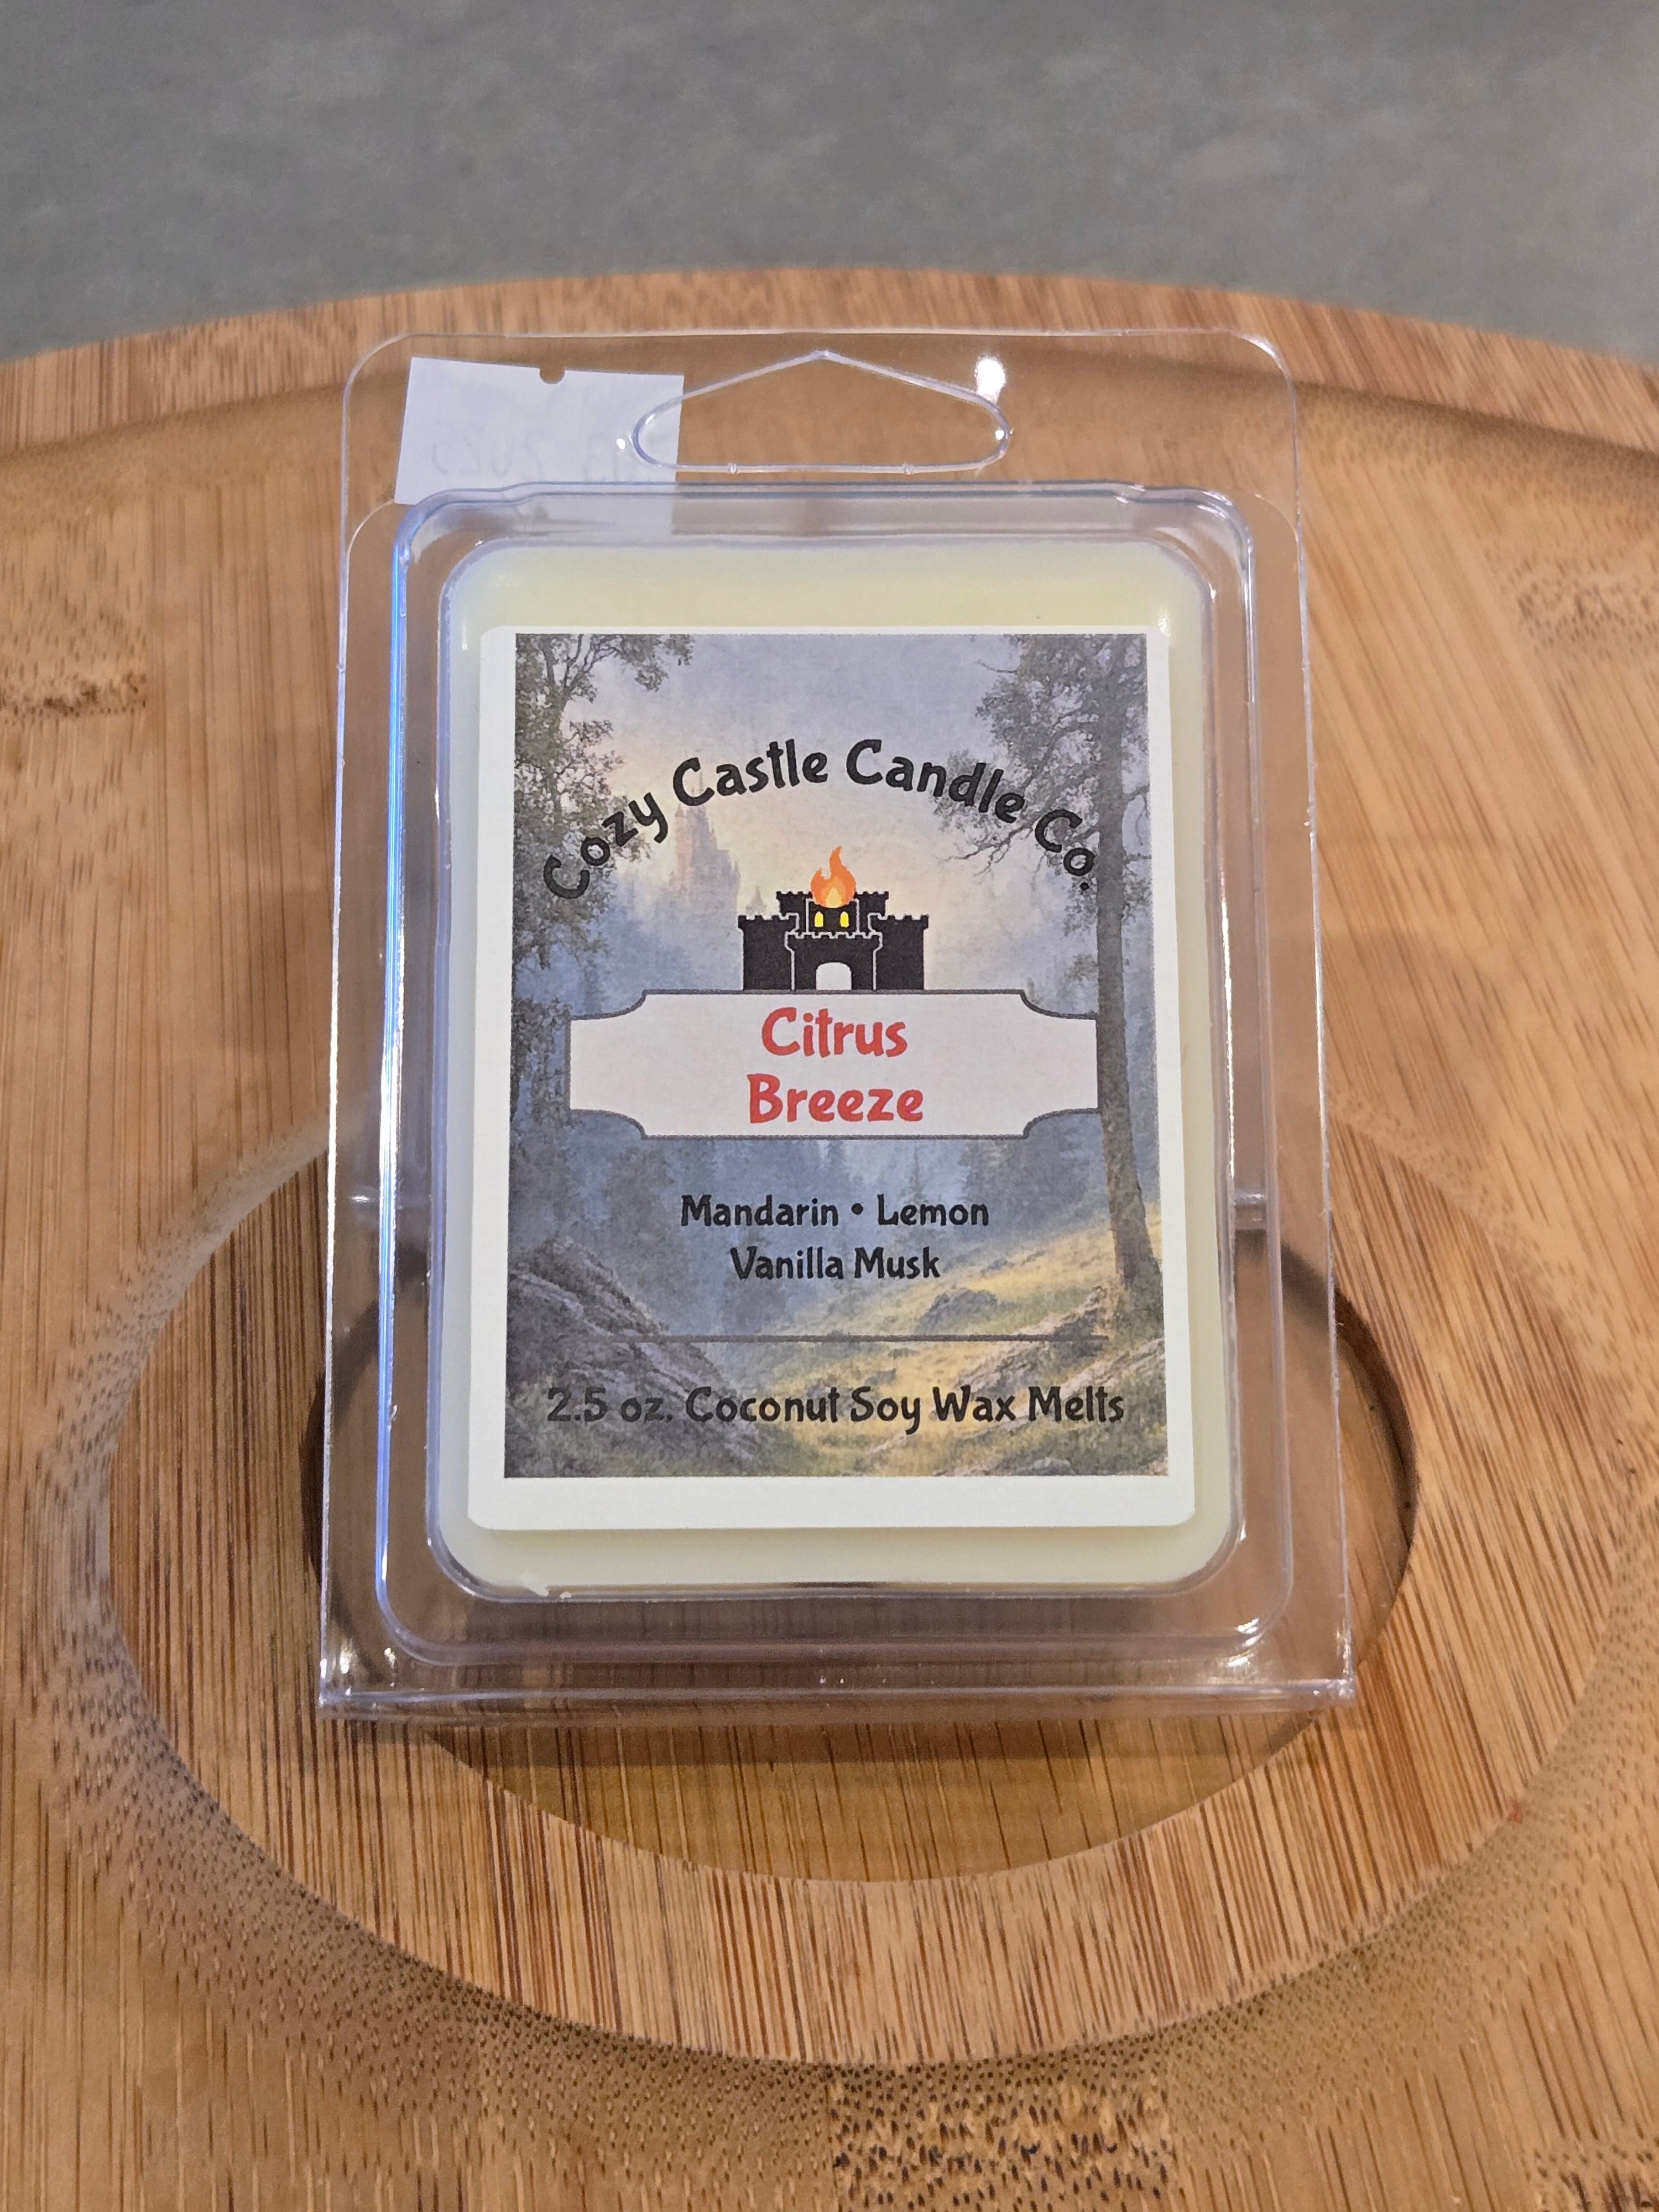 Cozy Castle Candle Co.
Citrus
Breeze
Mandarin • Lemon
Vanilla Musk
2.5 oz. Coconut Soy Wax Melts